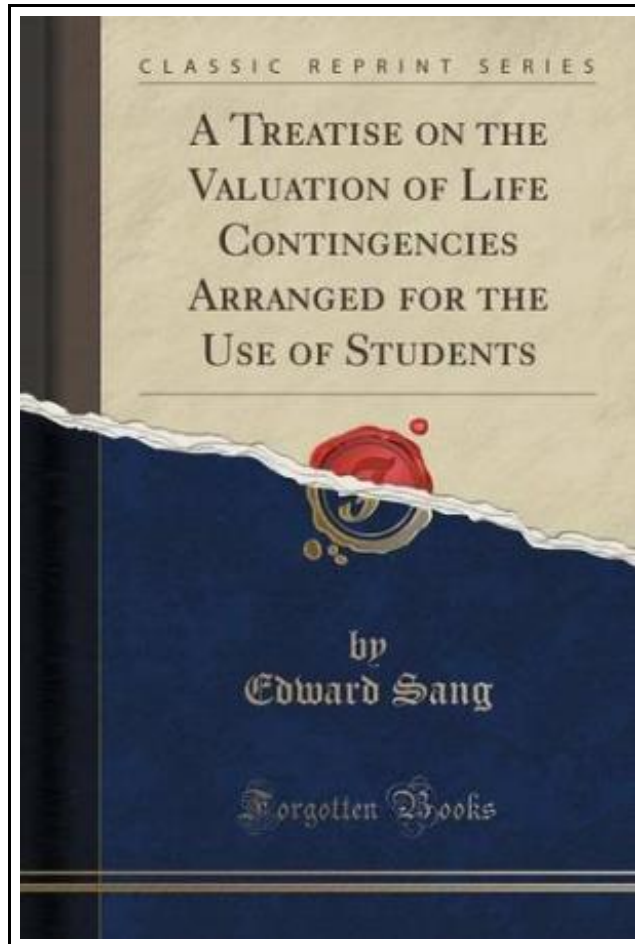 CLASSIC REPRINT SERIES
A TREATISE ON THE
VALUATION OF LIFE
CONTINGENCIES
ARRANGED FOR THE
USE OF STUDENTS
by
Edward Sang
Forgotten Books